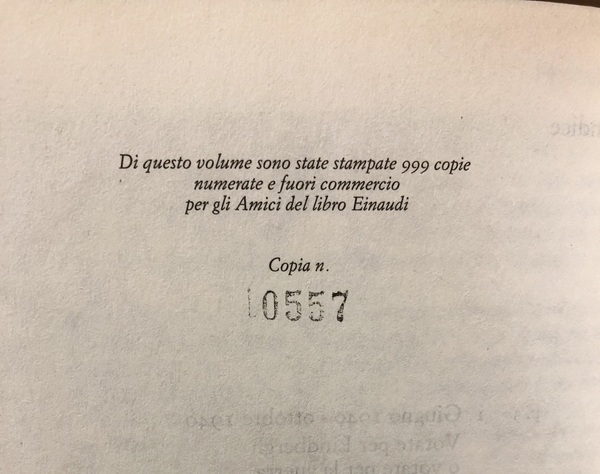 Di questo volume sono state stampate 999 copie
numerate e fuori commercio
per gli Amici del libro Einaudi
Copia n.
0557